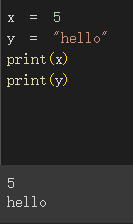 x = 5
y = "hello"
print(x)
print(y)
5
hello